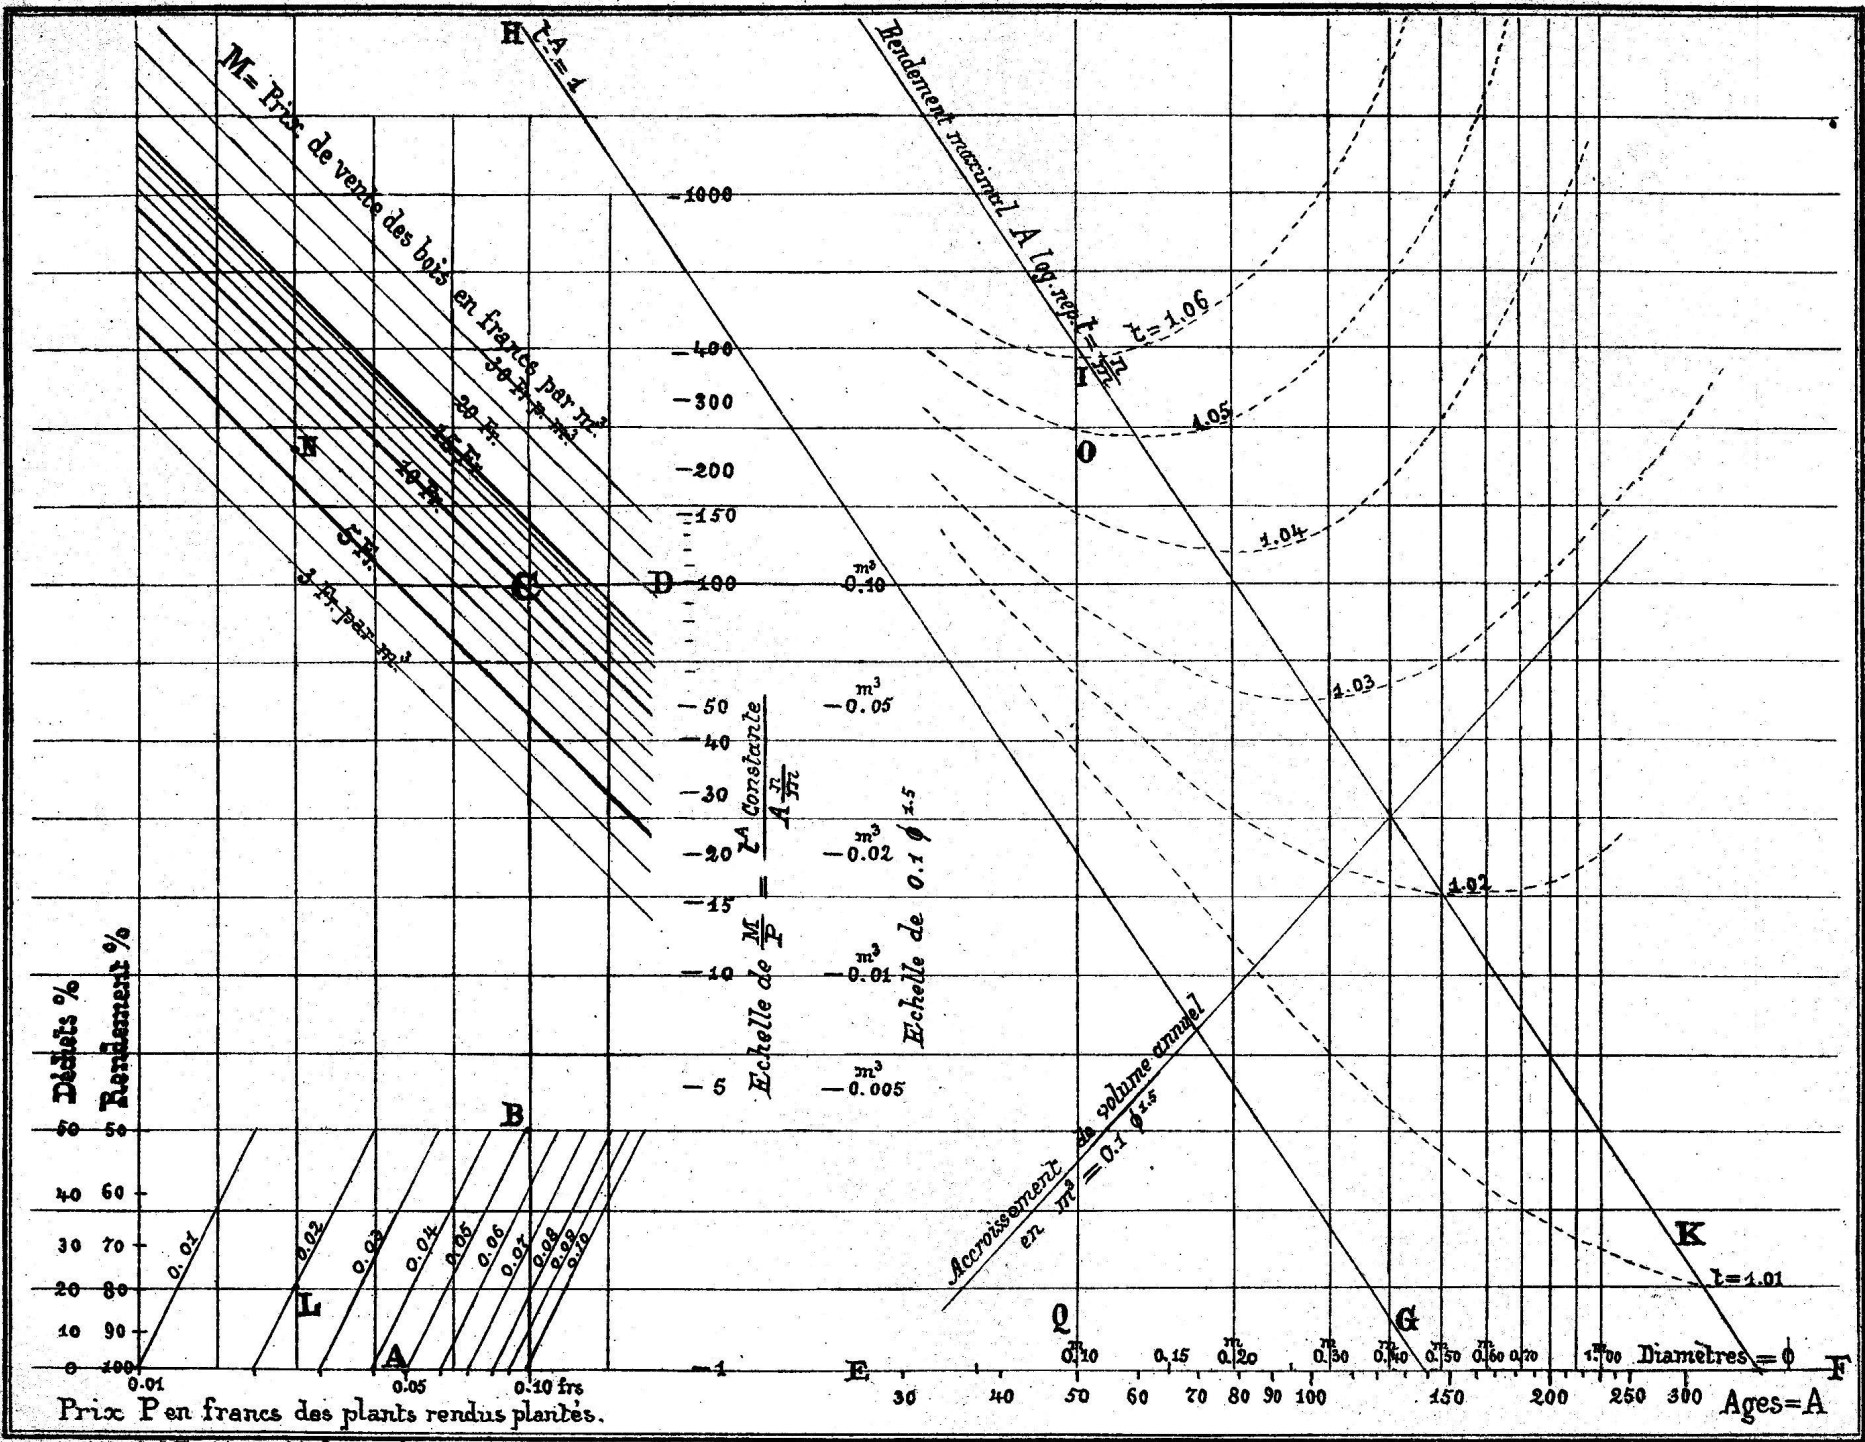 H
t^A = 1
Rendement maximal A log. nep. t = n/m
M = Prix de vente des bois en francs par m³.
30 Fr. p. m³.
20 Fr.
15 Fr.
10 Fr.
5 Fr.
3 Fr. par m³
N
C
D
1000
400
300
200
150
100
50
40
30
20
15
10
5
1
Echelle de M/P = t^A Constante / A n/m
m³
0.10
m³
0.05
m³
0.02
m³
0.01
m³
0.005
Echelle de 0.1 ϕ^1.5
t = 1.06
I
1.05
O
1.04
1.03
1.02
t = 1.01
K
Accroissement de volume annuel
en m³ = 0.1 ϕ^1.5
Q
G
E
F
Déchets %
Rendement %
50 50
40 60
30 70
20 80
10 90
0 100
B
L
A
0.01
0.02
0.03
0.04
0.05
0.06
0.07
0.08
0.09
0.10
0.01 0.05 0.10 frs
Prix P en francs des plants rendus plantés.
m m m m m m m
0.10 0.15 0.20 0.30 0.40 0.50 0.60 0.70 1.00 Diamètres = ϕ
30 40 50 60 70 80 90 100 150 200 250 300 Ages = A